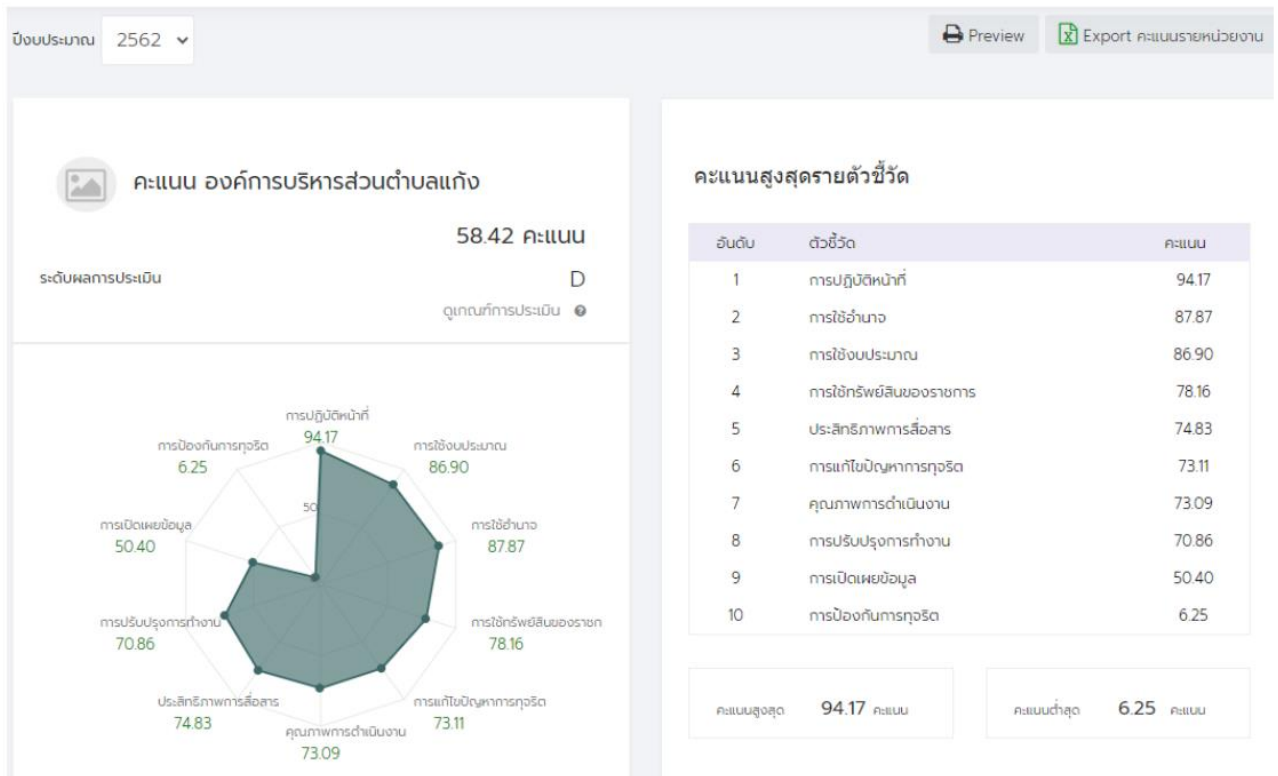 ปีงบประมาณ 2562
Preview
Export คะแนนรายหน่วยงาน
คะแนน องค์การบริหารส่วนตำบลแก้ง
58.42 คะแนน
ระดับผลการประเมิน D
ดูเกณฑ์การประเมิน
การปฏิบัติหน้าที่
94.17
การป้องกันการทุจริต
6.25
การใช้งบประมาณ
86.90
50
การเปิดเผยข้อมูล
50.40
การใช้อำนาจ
87.87
การปรับปรุงการทำงาน
70.86
การใช้ทรัพย์สินของราชก
78.16
ประสิทธิภาพการสื่อสาร
74.83
การแก้ไขปัญหาการทุจริต
73.11
คุณภาพการดำเนินงาน
73.09
คะแนนสูงสุดรายตัวชี้วัด
อันดับ ตัวชี้วัด คะแนน
1 การปฏิบัติหน้าที่ 94.17
2 การใช้อำนาจ 87.87
3 การใช้งบประมาณ 86.90
4 การใช้ทรัพย์สินของราชการ 78.16
5 ประสิทธิภาพการสื่อสาร 74.83
6 การแก้ไขปัญหาการทุจริต 73.11
7 คุณภาพการดำเนินงาน 73.09
8 การปรับปรุงการทำงาน 70.86
9 การเปิดเผยข้อมูล 50.40
10 การป้องกันการทุจริต 6.25
คะแนนสูงสุด 94.17 คะแนน
คะแนนต่ำสุด 6.25 คะแนน